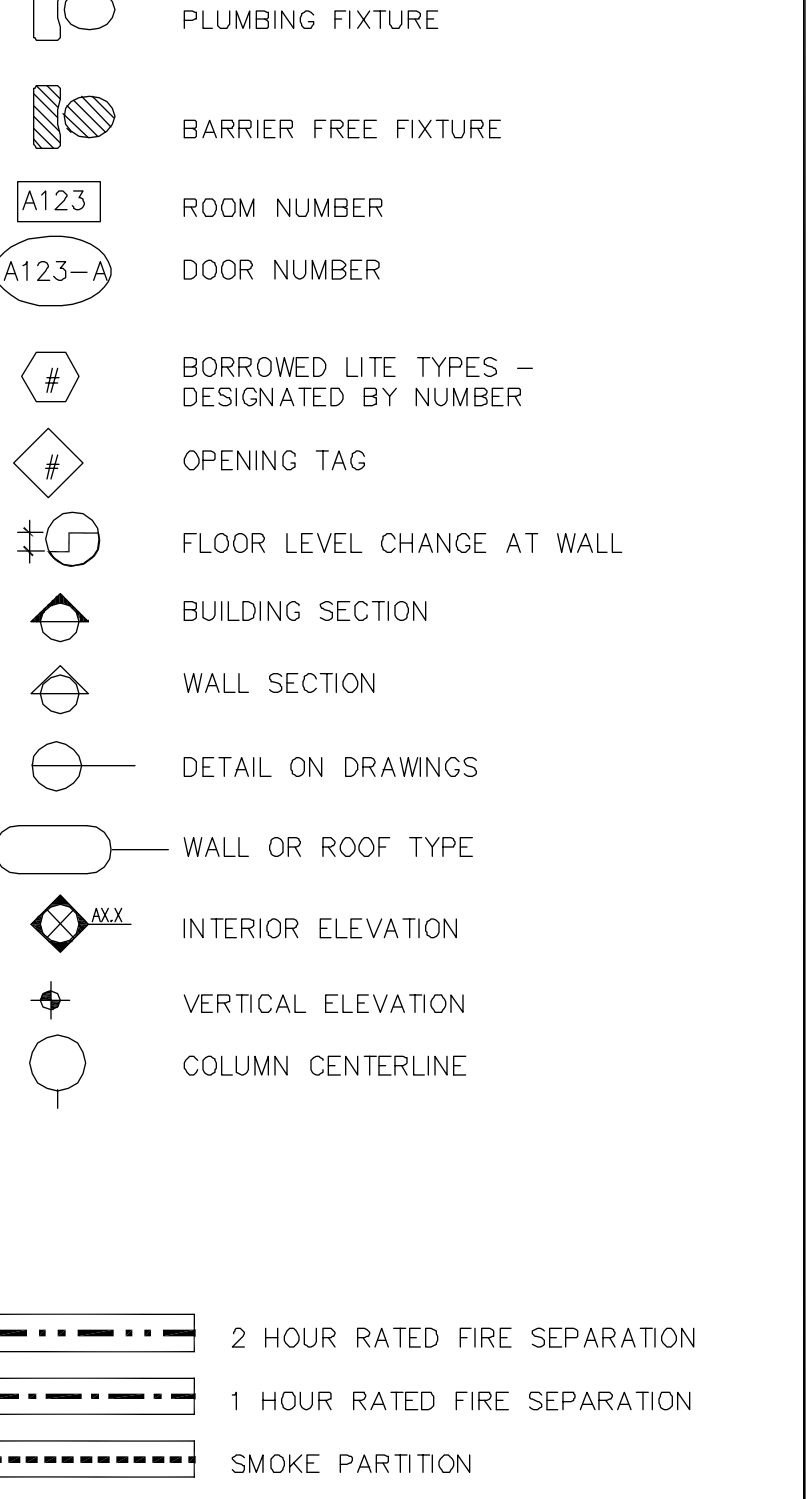 PLUMBING FIXTURE
BARRIER FREE FIXTURE
A123 ROOM NUMBER
A123-A DOOR NUMBER
# BORROWED LITE TYPES -
DESIGNATED BY NUMBER
# OPENING TAG
FLOOR LEVEL CHANGE AT WALL
BUILDING SECTION
WALL SECTION
DETAIL ON DRAWINGS
WALL OR ROOF TYPE
AX.X INTERIOR ELEVATION
VERTICAL ELEVATION
COLUMN CENTERLINE
2 HOUR RATED FIRE SEPARATION
1 HOUR RATED FIRE SEPARATION
SMOKE PARTITION